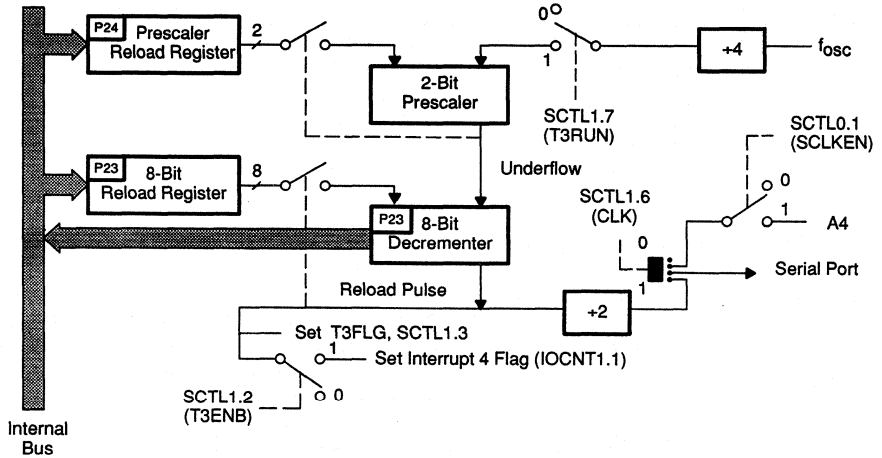 P24
Prescaler
Reload Register
2
0
1
÷4
fosc
2-Bit
Prescaler
SCTL1.7
(T3RUN)
SCTL0.1
(SCLKEN)
Underflow
P23
8-Bit
Reload Register
8
SCTL1.6
(CLK)
0
1
0
1
A4
P23
8-Bit
Decrementer
Serial Port
Reload Pulse
÷2
Set T3FLG, SCTL1.3
1
Set Interrupt 4 Flag (IOCNT1.1)
0
SCTL1.2
(T3ENB)
Internal
Bus